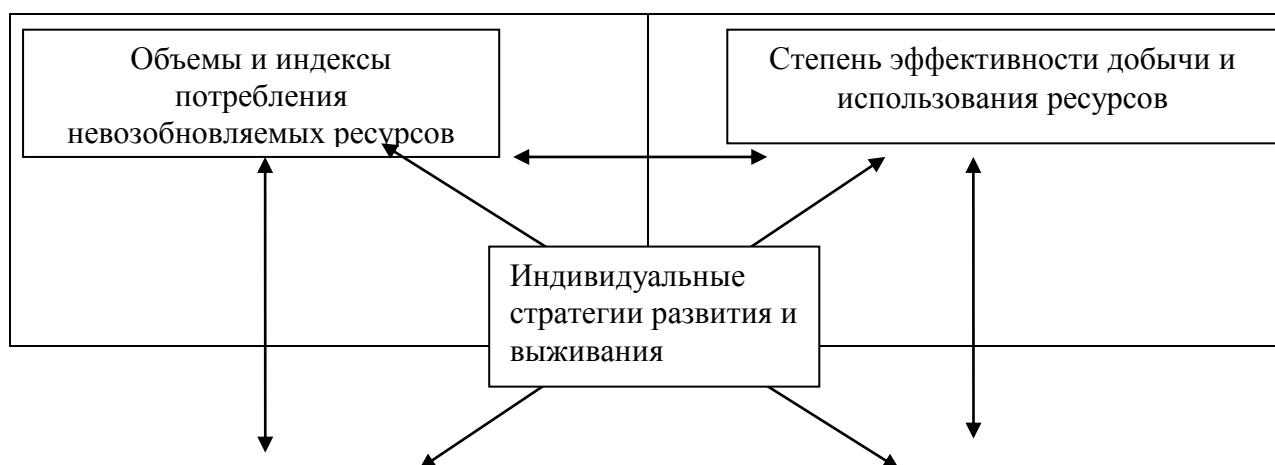 Объемы и индексы
потребления
невозобновляемых ресурсов
Степень эффективности добычи и
использования ресурсов
Индивидуальные
стратегии развития и
выживания